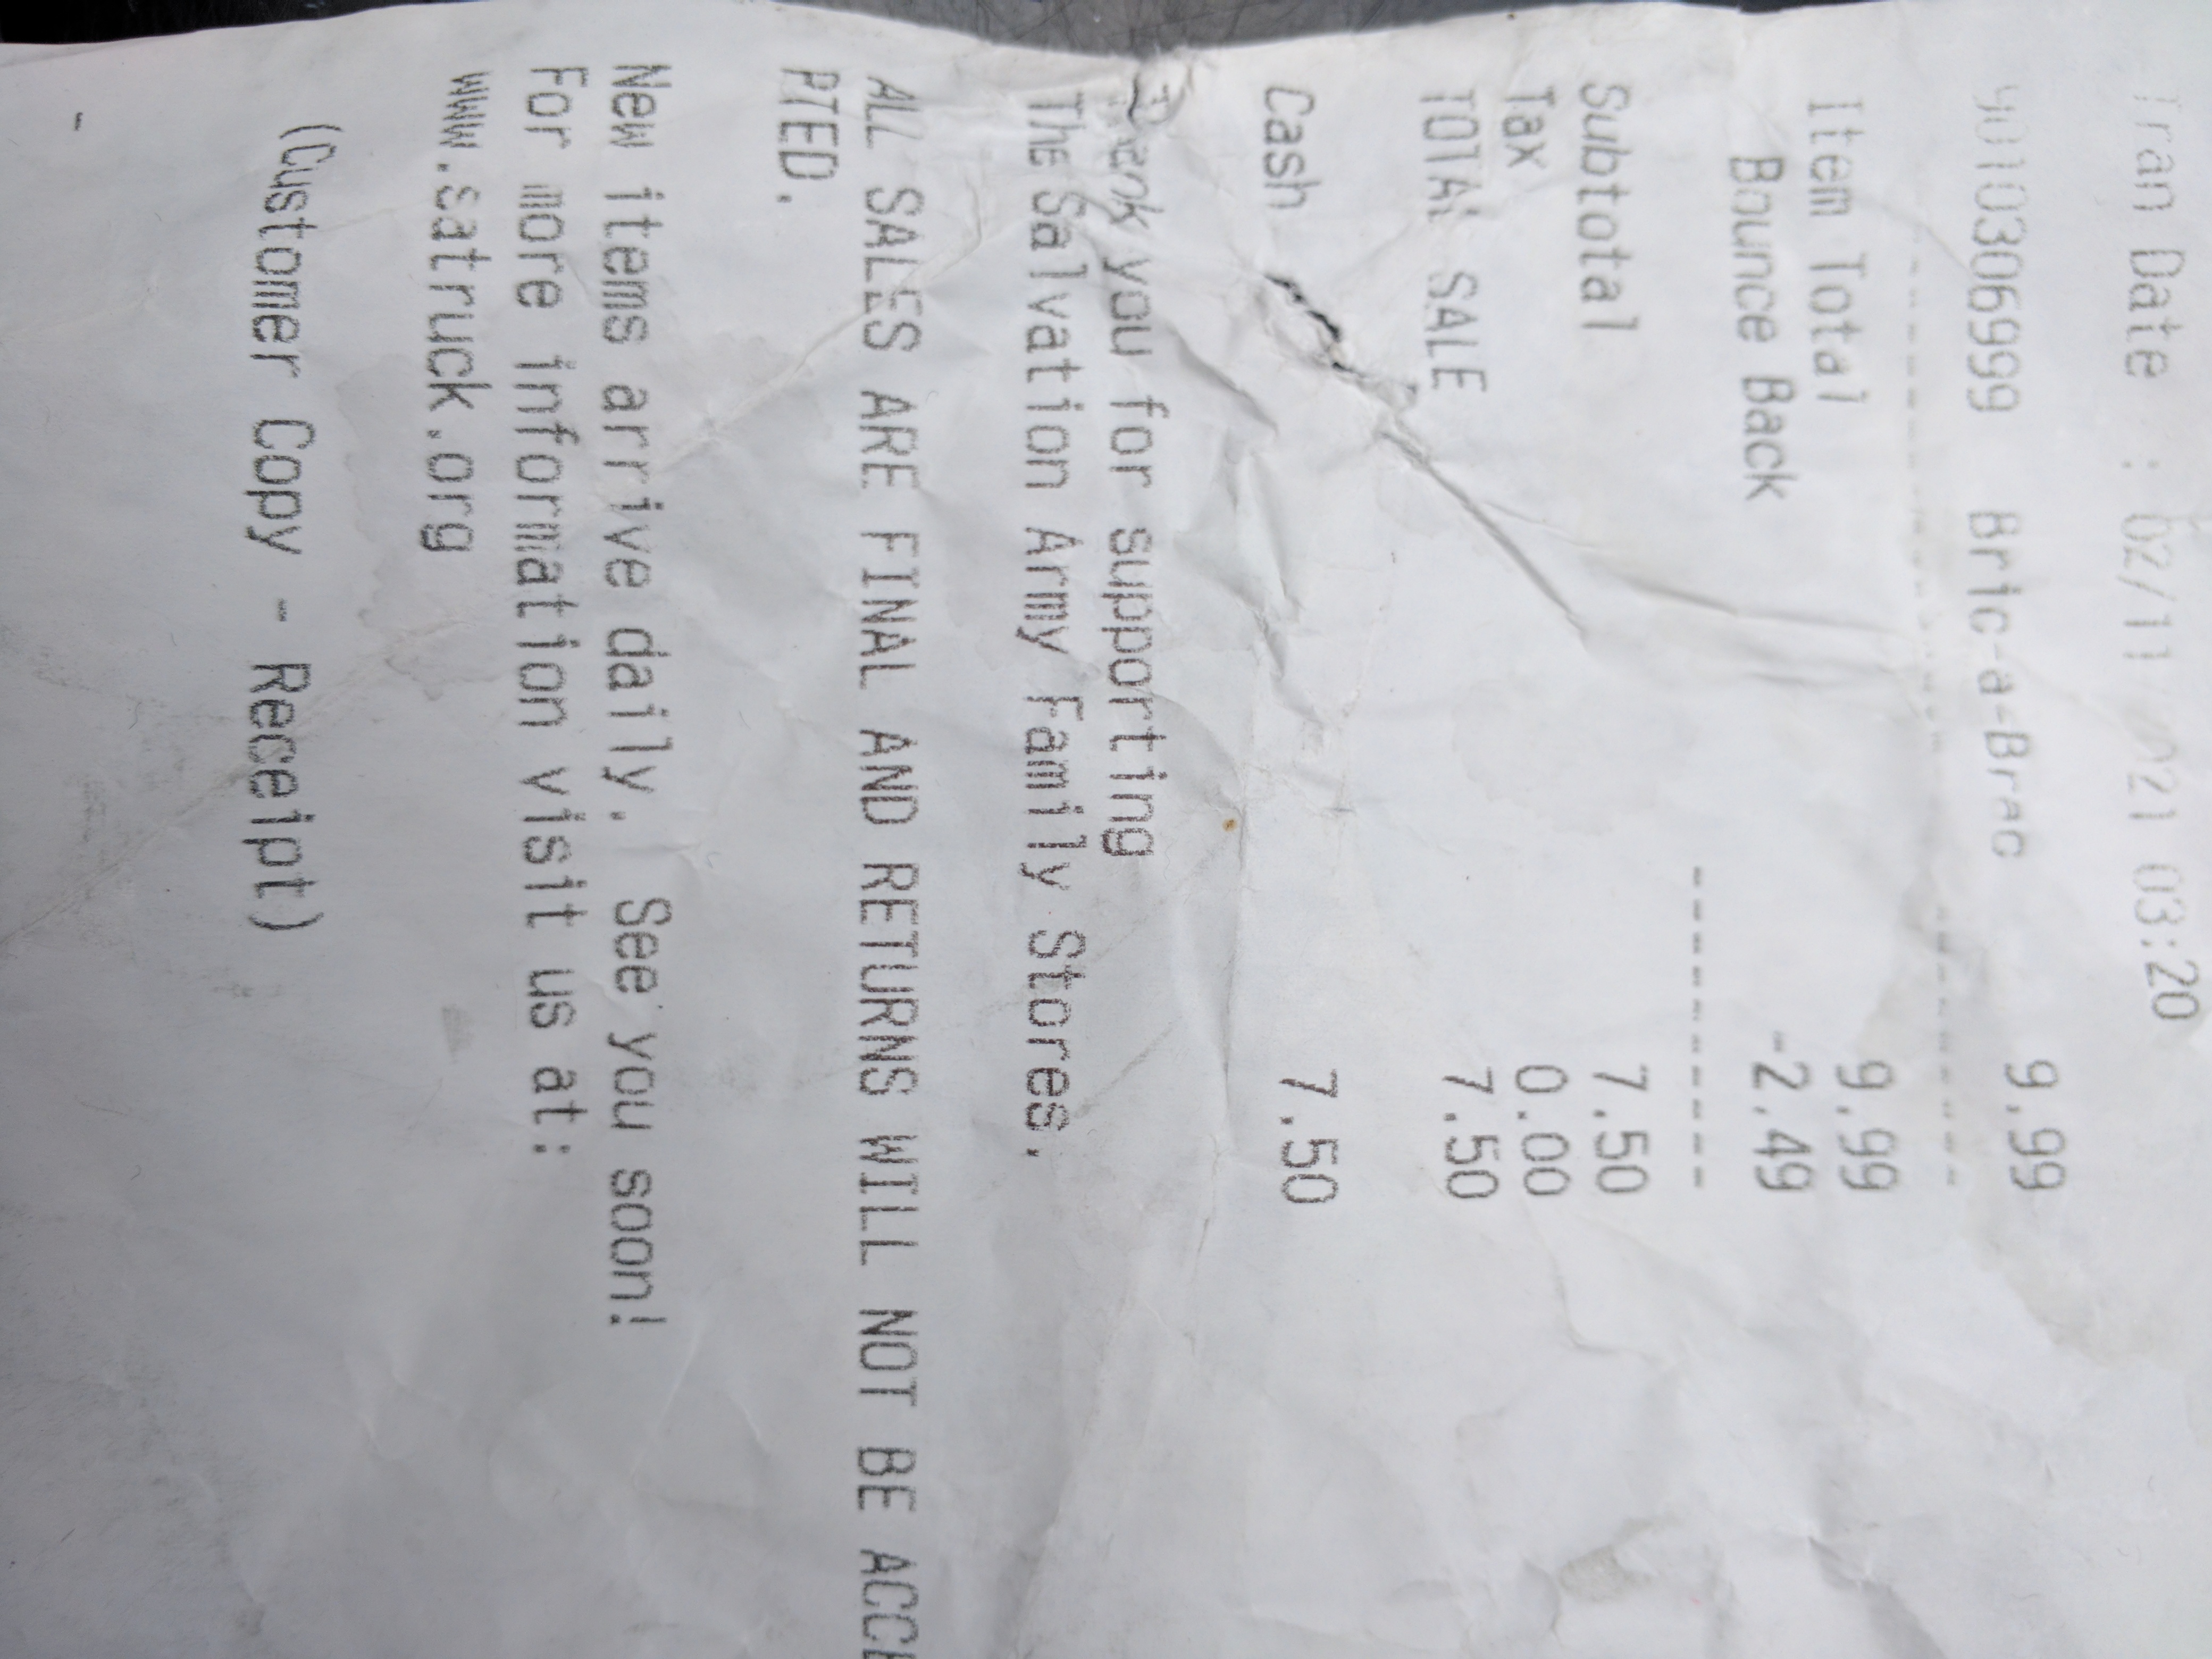 Tran Date : 02/11/2021 03:20
9010306999 Bric-a-Brac 9.99
--------------------
Item Total 9.99
Bounce Back -2.49
----------
Subtotal 7.50
Tax 0.00
TOTAL SALE 7.50
Cash 7.50
Thank you for supporting
The Salvation Army Family Stores.
ALL SALES ARE FINAL AND RETURNS WILL NOT BE ACCE
PTED.
New items arrive daily. See you soon!
For more information visit us at:
www.satruck.org
(Customer Copy - Receipt)